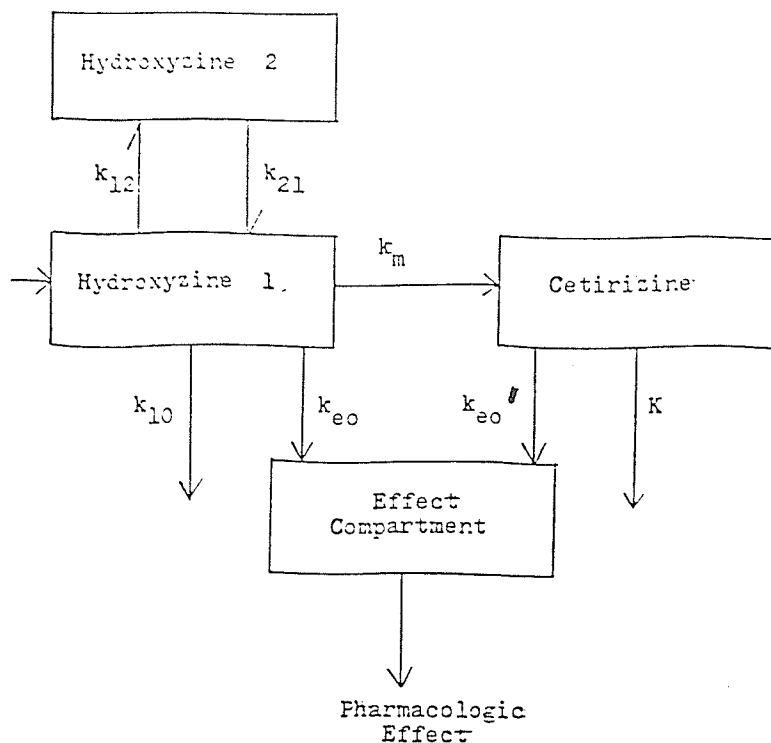 Hydroxyzine 2
k12
k21
Hydroxyzine 1
km
Cetirizine
k10
keo
keo'
K
Effect
Compartment
Pharmacologic
Effect